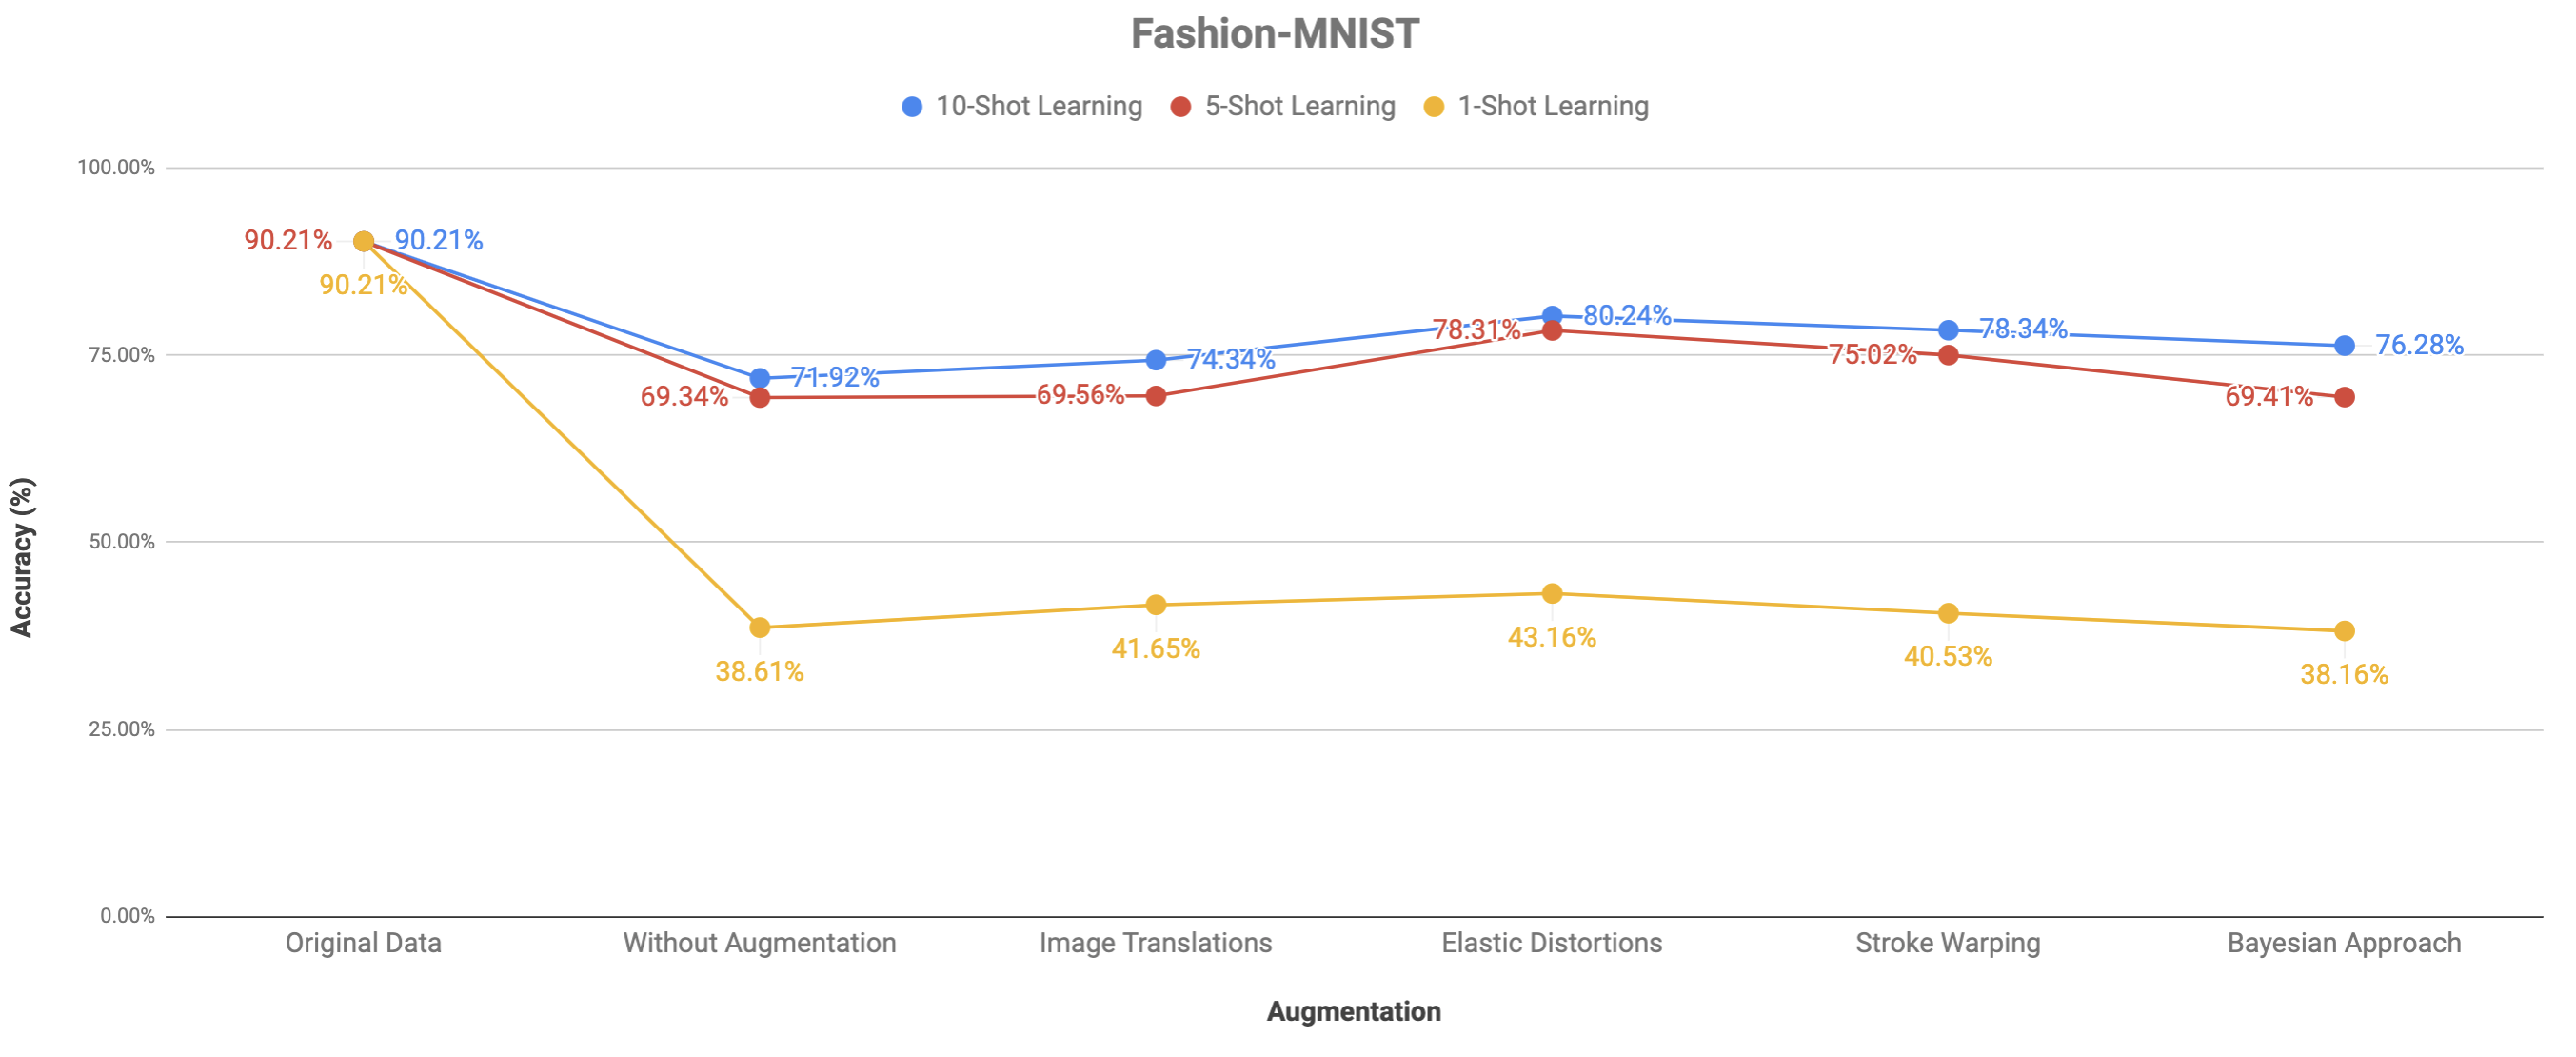 Fashion-MNIST
10-Shot Learning 5-Shot Learning 1-Shot Learning
100.00%
90.21% 90.21%
90.21%
80.24%
78.31% 78.34%
75.00% 74.34% 75.02% 76.28%
71.92%
69.34% 69.56% 69.41%
Accuracy (%)
50.00%
43.16%
41.65% 40.53%
38.61% 38.16%
25.00%
0.00%
Original Data Without Augmentation Image Translations Elastic Distortions Stroke Warping Bayesian Approach
Augmentation